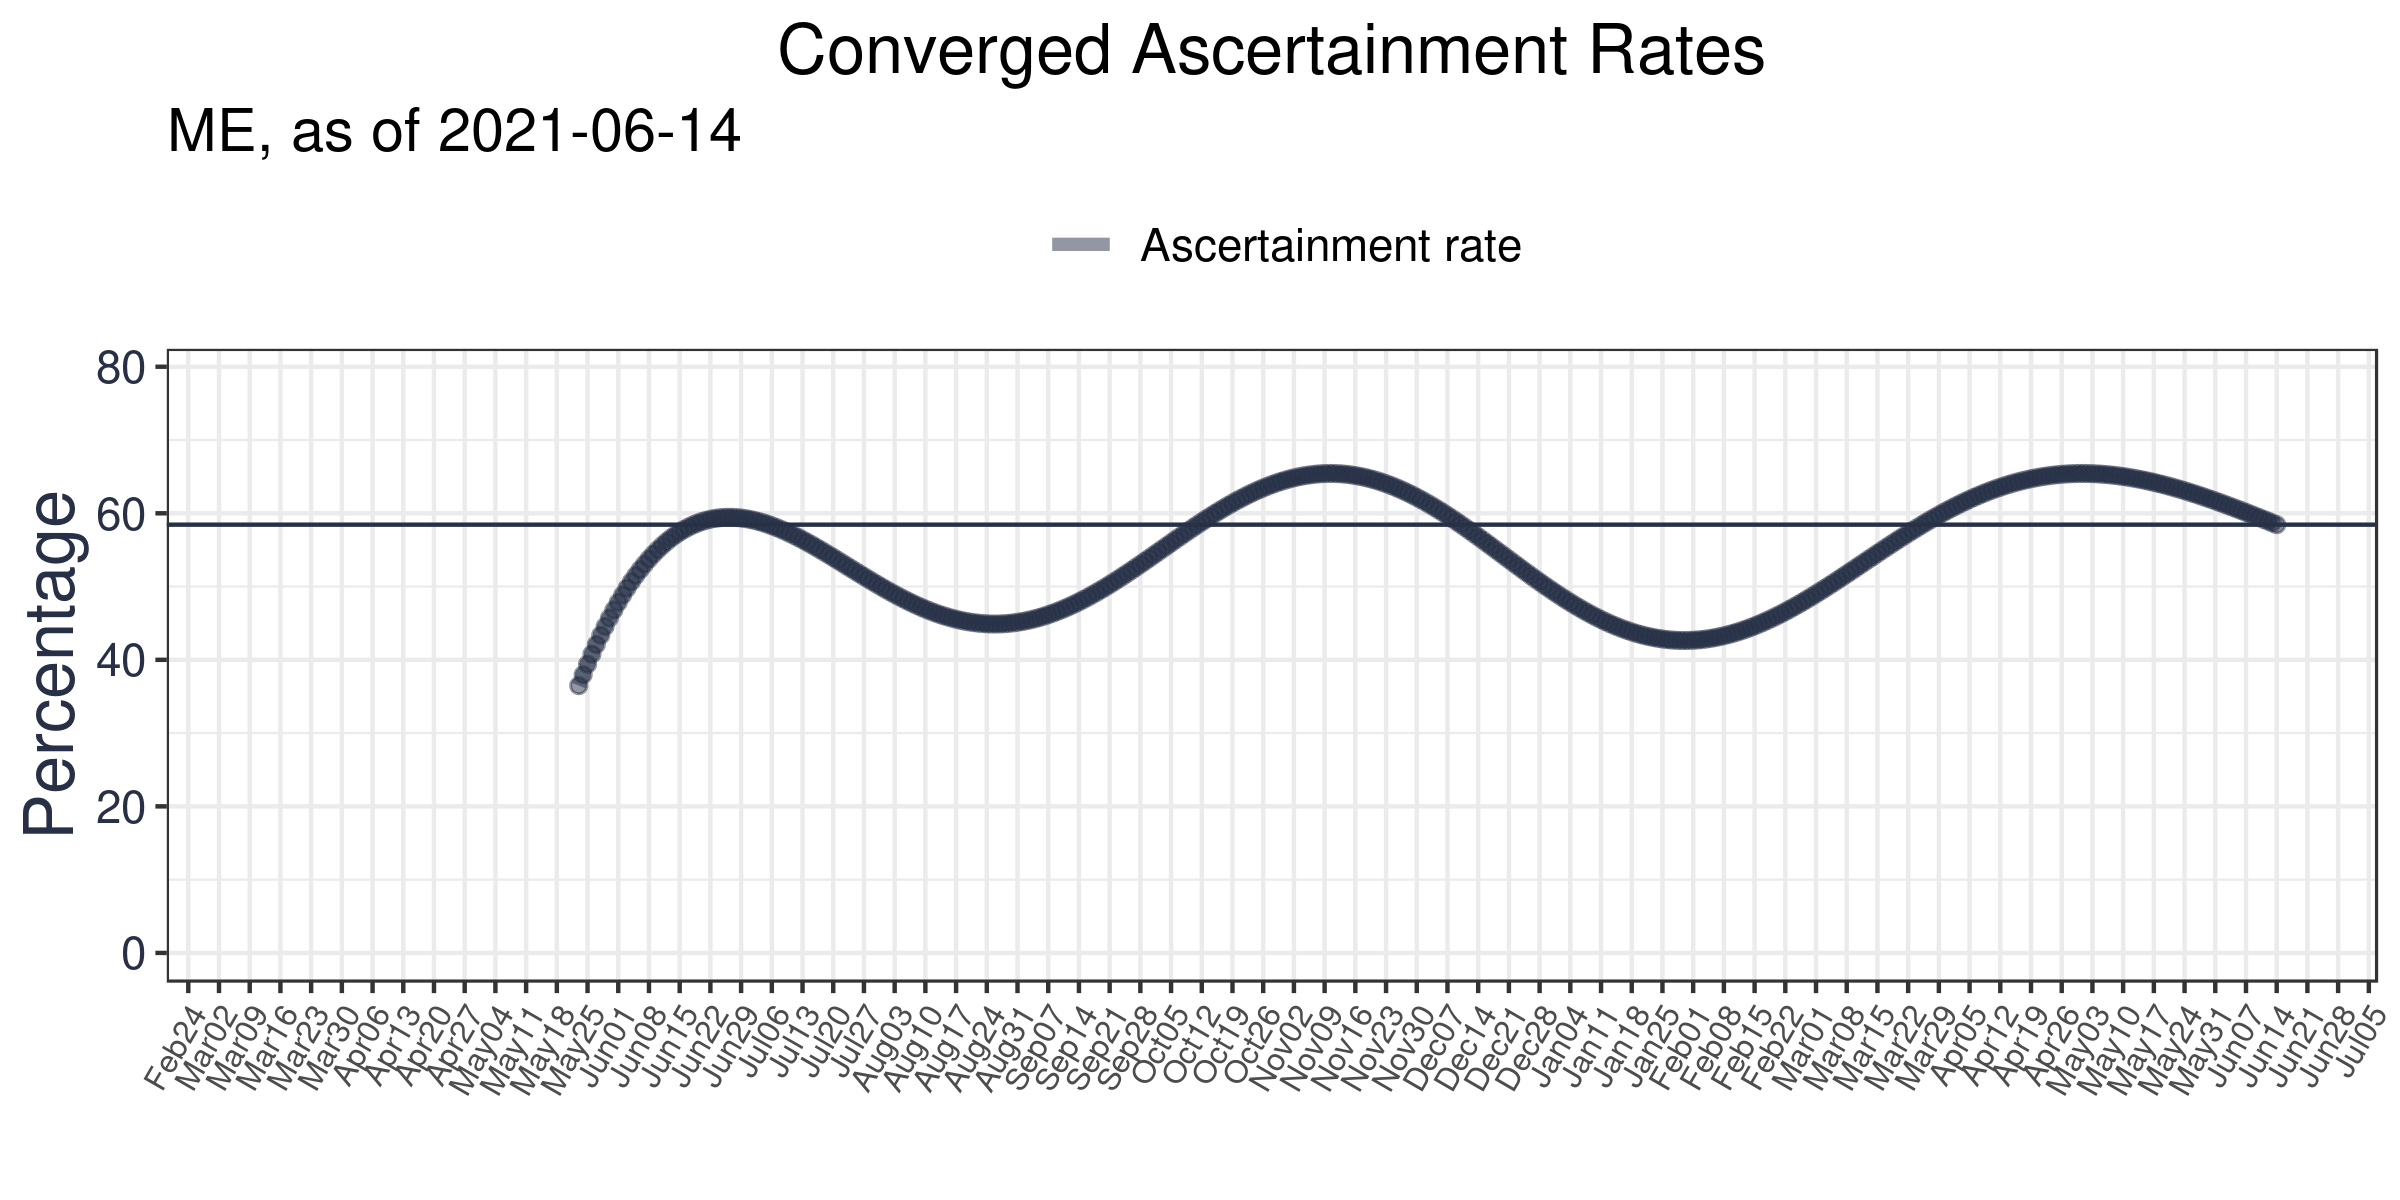 Converged Ascertainment Rates
ME, as of 2021-06-14
Ascertainment rate
Percentage
80
60
40
20
0
Feb24 Mar02 Mar09 Mar16 Mar23 Mar30 Apr06 Apr13 Apr20 Apr27 May04 May11 May18 May25 Jun01 Jun08 Jun15 Jun22 Jun29 Jul06 Jul13 Jul20 Jul27 Aug03 Aug10 Aug17 Aug24 Aug31 Sep07 Sep14 Sep21 Sep28 Oct05 Oct12 Oct19 Oct26 Nov02 Nov09 Nov16 Nov23 Nov30 Dec07 Dec14 Dec21 Dec28 Jan04 Jan11 Jan18 Jan25 Feb01 Feb08 Feb15 Feb22 Mar01 Mar08 Mar15 Mar22 Mar29 Apr05 Apr12 Apr19 Apr26 May03 May10 May17 May24 May31 Jun07 Jun14 Jun21 Jun28 Jul05